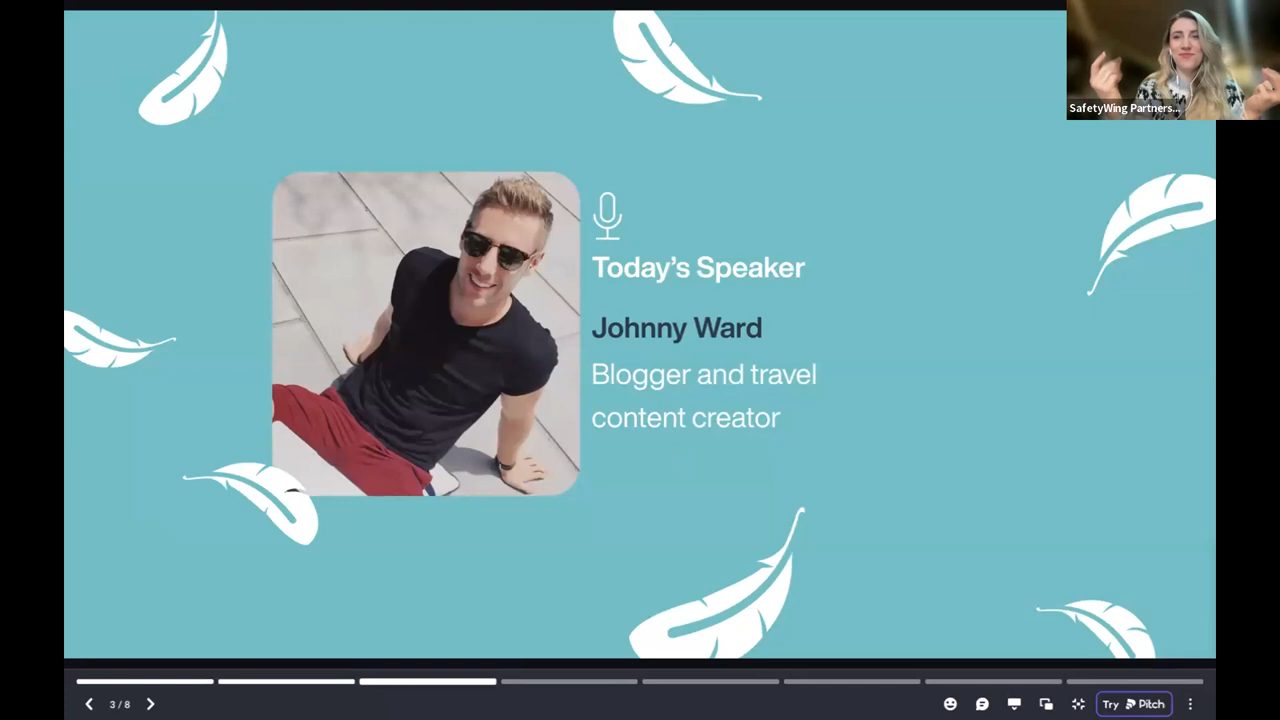 SafetyWing Partners...
Today's Speaker
Johnny Ward
Blogger and travel
content creator
3 / 8
Try Pitch